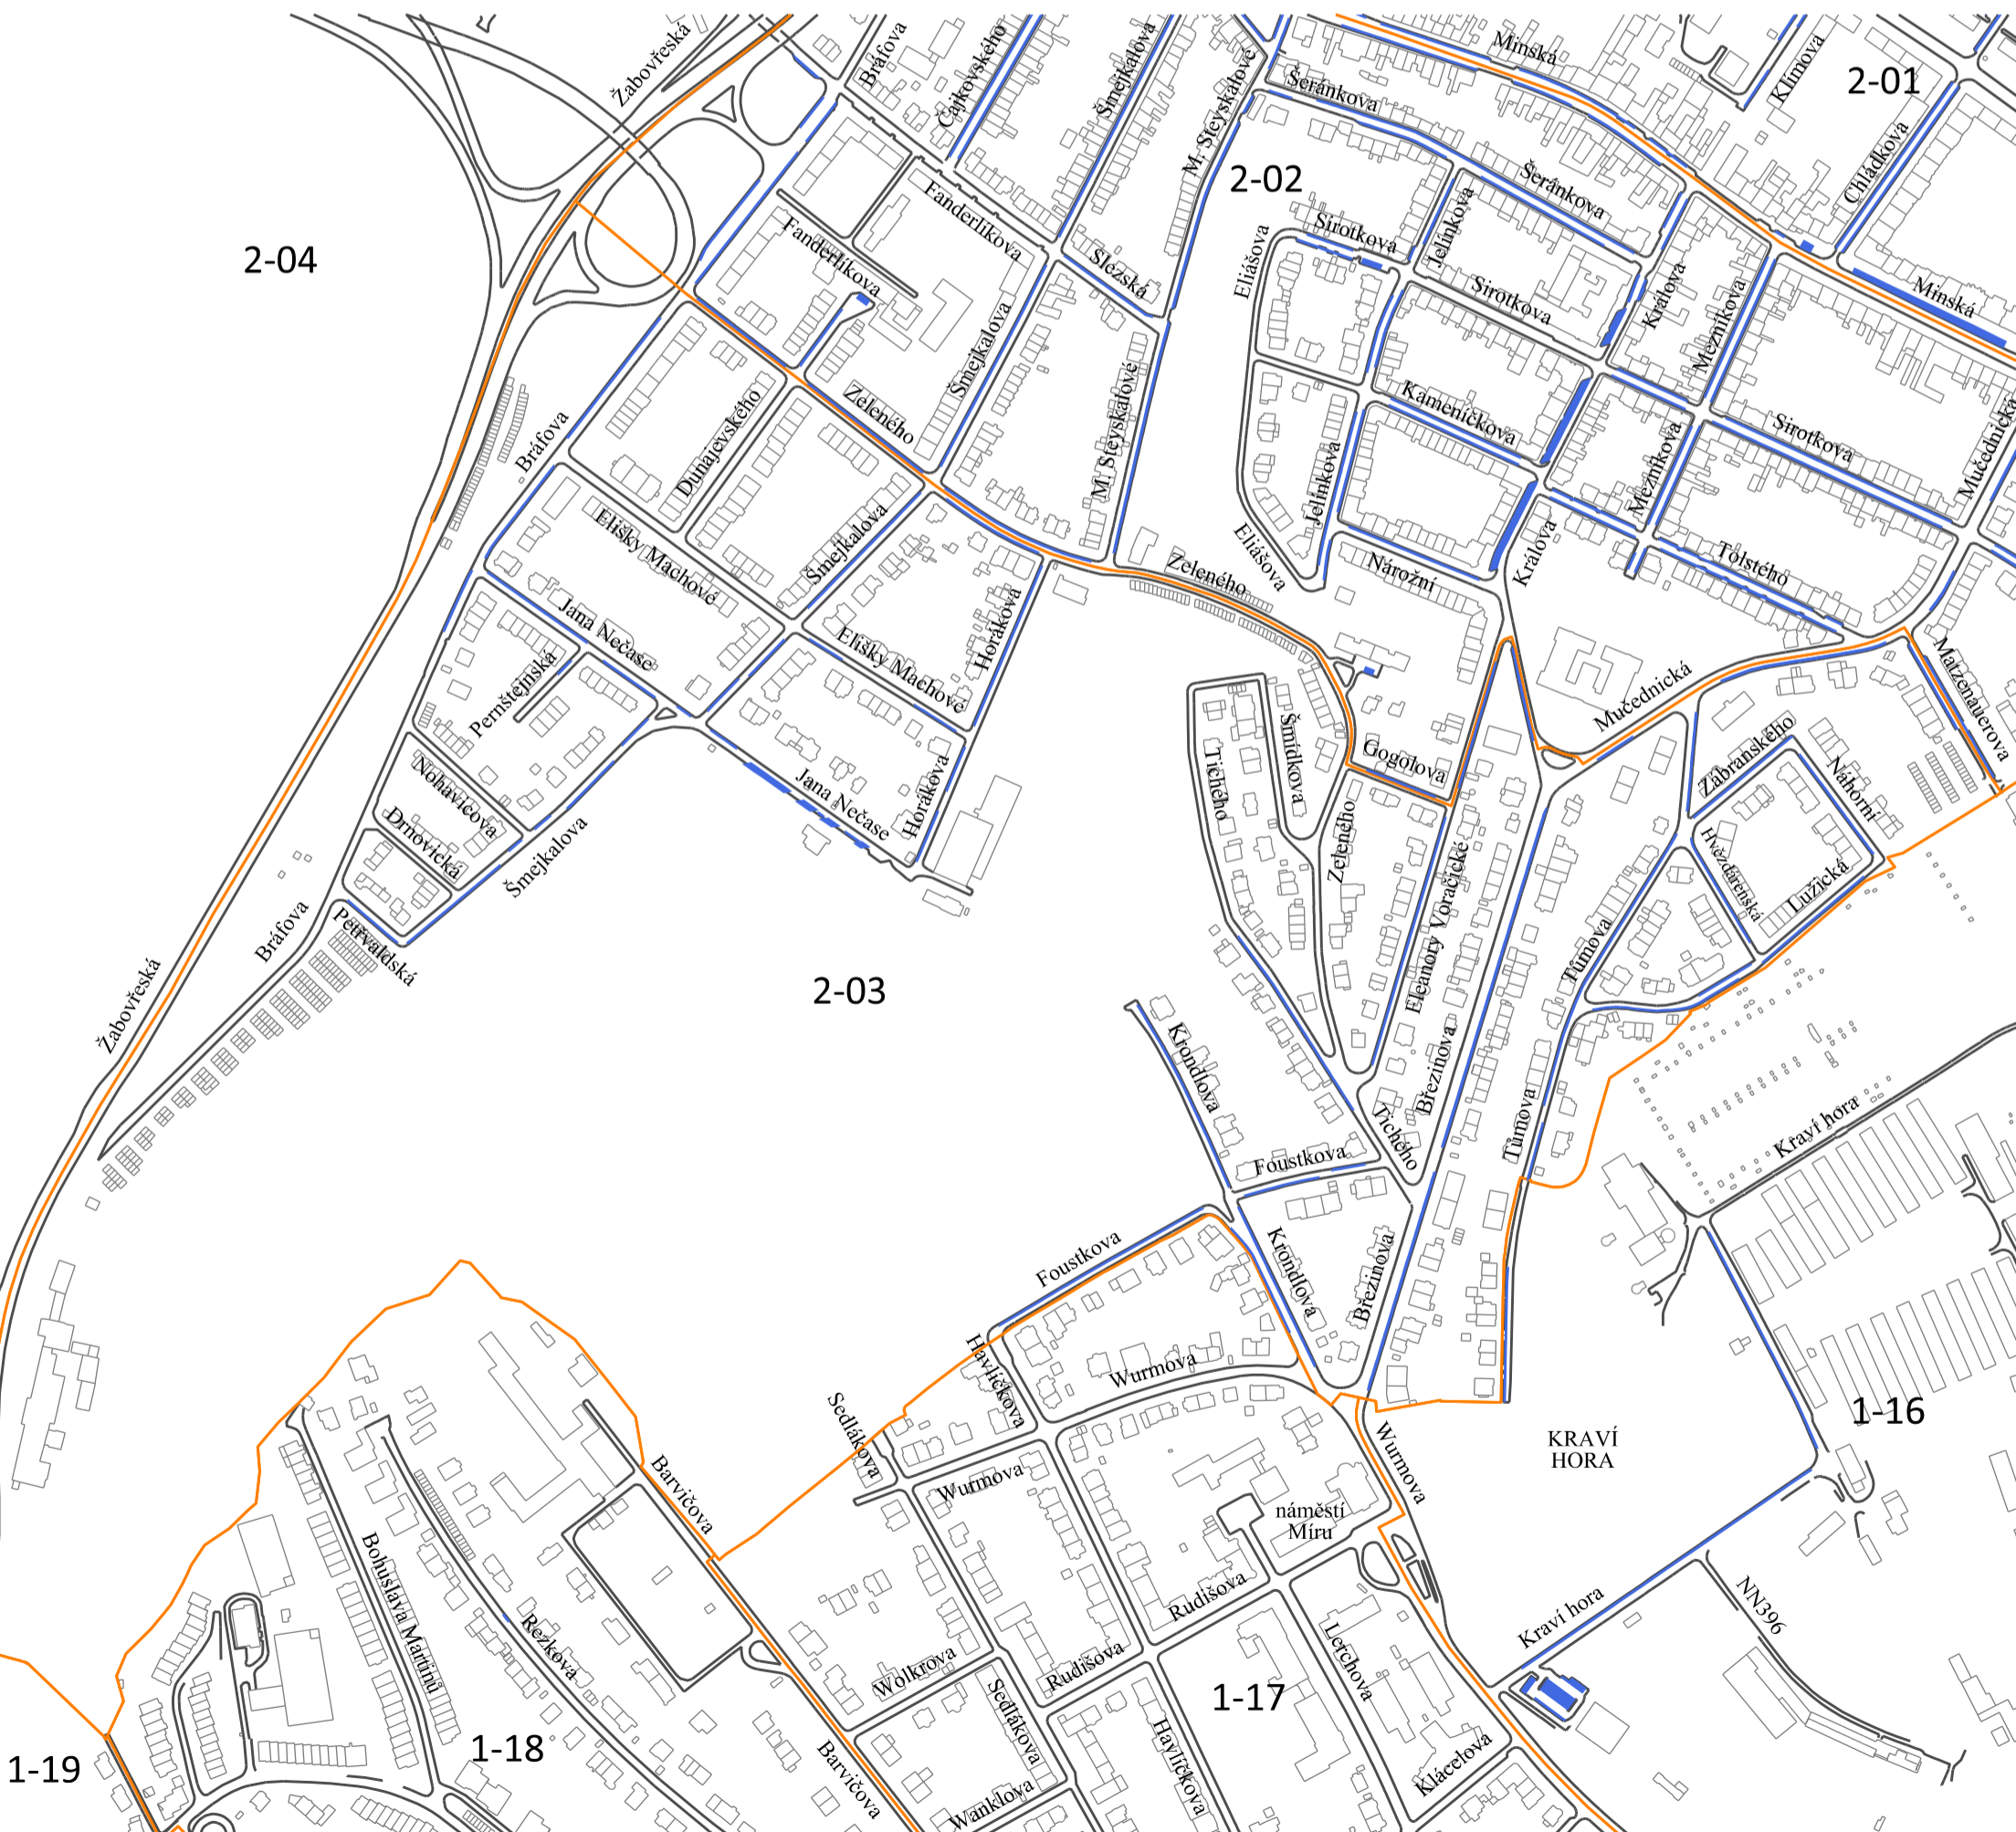 Žabovřeská
Bráfova
Čajkovského
Šmejkalova
M. Steyskalové
Minská
Klímova
2-01
Šeránkova
Chládkova
2-02
Šeránkova
Fanderlíkova
Fanderlíkova
Slezská
Eliášova
Sirotkova
Jelínkova
Sirotkova
Králova
Mezníkova
Minská
2-04
Šmejkalova
Zeleného
Dunajevského
Bráfova
M. Steyskalové
Kameníčkova
Jelínkova
Mezníkova
Sirotkova
Mučednická
Elišky Machové
Šmejkalova
Eliášova
Zeleného
Nárožní
Králova
Tolstého
Jana Nečase
Pernštejnská
Elišky Machové
Horákova
Mučednická
Matzenauerova
Šmídkova
Tichého
Gogolova
Zábranského
Náhorní
Nohavicova
Drnovická
Šmejkalova
Jana Nečase
Horákova
Zeleného
Eleanory Voračické
Hvězdárenská
Lužická
Bráfova
Petřvaldská
Žabovřeská
2-03
Tůmova
Krondlova
Březinova
Tichého
Tůmova
Kraví hora
Foustkova
Foustkova
Krondlova
Březinova
Havlíčkova
Wurmova
Sedlákova
Wurmova
Wurmova
1-16
KRAVÍ
HORA
Barvičova
náměstí
Míru
Bohuslava Martinů
Rezkova
Rudišova
Kraví hora
NN396
Wolkrova
Rudišova
Lerchova
1-17
Sedlákova
Havlíčkova
1-18
1-19
Barvičova
Wanklova
Klácelova